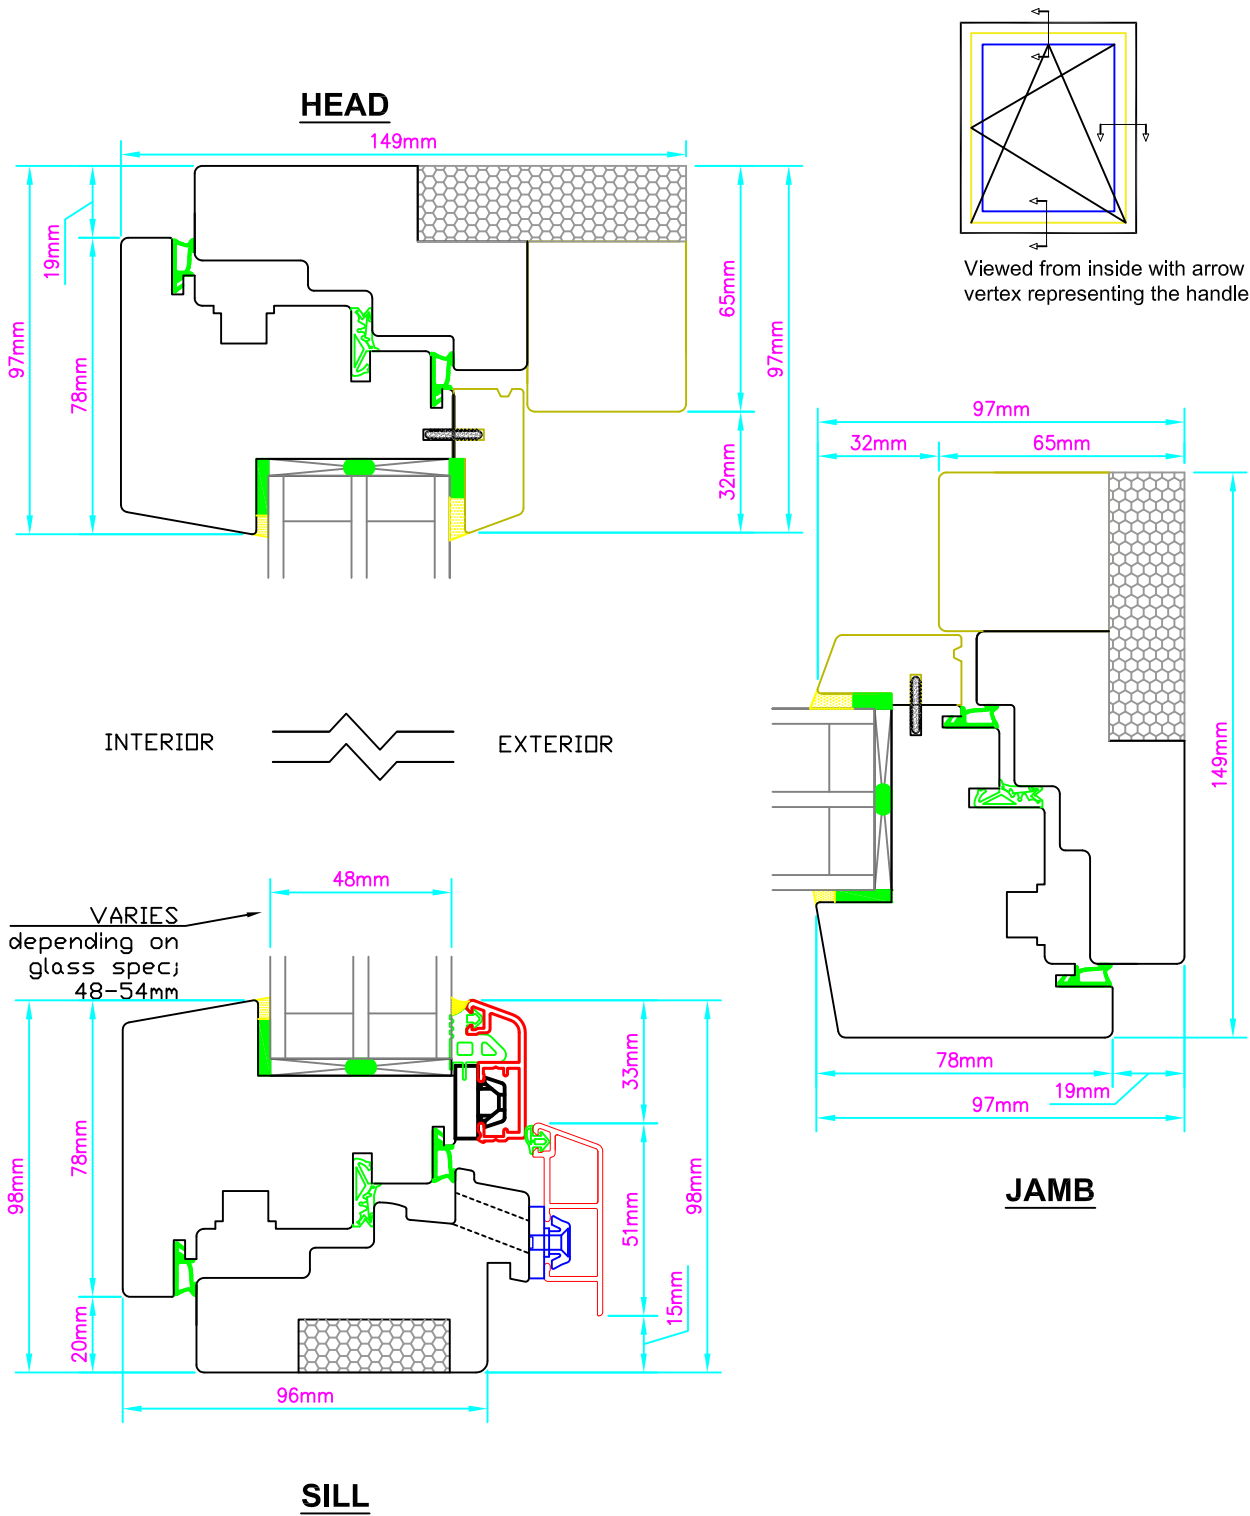 HEAD
149mm
19mm
97mm
78mm
65mm
97mm
32mm
Viewed from inside with arrow
vertex representing the handle
97mm
32mm
65mm
149mm
78mm
19mm
97mm
JAMB
INTERIOR
EXTERIOR
48mm
VARIES
depending on
glass spec;
48-54mm
33mm
78mm
98mm
98mm
51mm
15mm
20mm
96mm
SILL